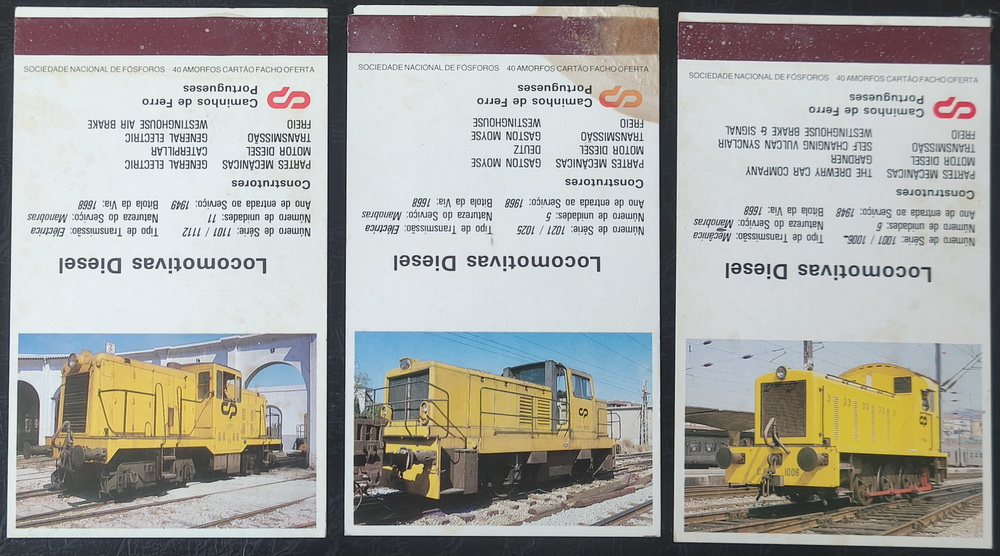 SOCIEDADE NACIONAL DE FÓSFOROS 40 AMORFOS CARTÃO FACHO OFERTA
Locomotivas Diesel
Número de Série: 1101 / 1112 Tipo de Transmissão: Eléctrica
Número de unidades: 11 Natureza do Serviço: Manobras
Ano de entrada ao Serviço: 1949 Bitola da Via: 1668
Construtores
PARTES MECÂNICAS GENERAL ELECTRIC
MOTOR DIESEL CATERPILLAR
TRANSMISSÃO GENERAL ELECTRIC
FREIO WESTINGHOUSE AIR BRAKE
Caminhos de Ferro
Portugueses
SOCIEDADE NACIONAL DE FÓSFOROS 40 AMORFOS CARTÃO FACHO OFERTA
Locomotivas Diesel
Número de Série: 1021 / 1025 Tipo de Transmissão: Eléctrica
Número de unidades: 5 Natureza do Serviço: Manobras
Ano de entrada ao Serviço: 1968 Bitola da Via: 1668
Construtores
PARTES MECÂNICAS GASTON MOYSE
MOTOR DIESEL DEUTZ
TRANSMISSÃO GASTON MOYSE
FREIO WESTINGHOUSE
Caminhos de Ferro
Portugueses
SOCIEDADE NACIONAL DE FÓSFOROS 40 AMORFOS CARTÃO FACHO OFERTA
Locomotivas Diesel
Número de Série: 1001 / 1006 Tipo de Transmissão: Mecânica
Número de unidades: 6 Natureza do Serviço: Manobras
Ano de entrada ao Serviço: 1948 Bitola da Via: 1668
Construtores
PARTES MECÂNICAS THE DREWRY CAR COMPANY
MOTOR DIESEL GARDNER
TRANSMISSÃO SELF CHANGING VULCAN SYNCLAIR
FREIO WESTINGHOUSE BRAKE & SIGNAL
Caminhos de Ferro
Portugueses
1006